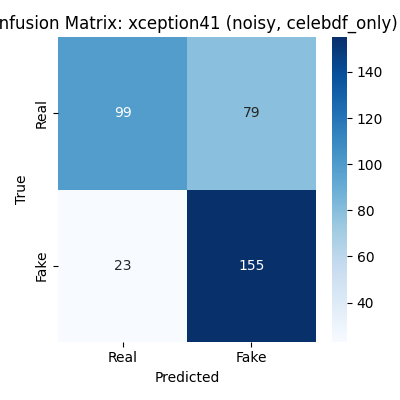 nfusion Matrix: xception41 (noisy, celebdf_only)
Real
99
79
True
Fake
23
155
Real
Fake
Predicted
140
120
100
80
60
40